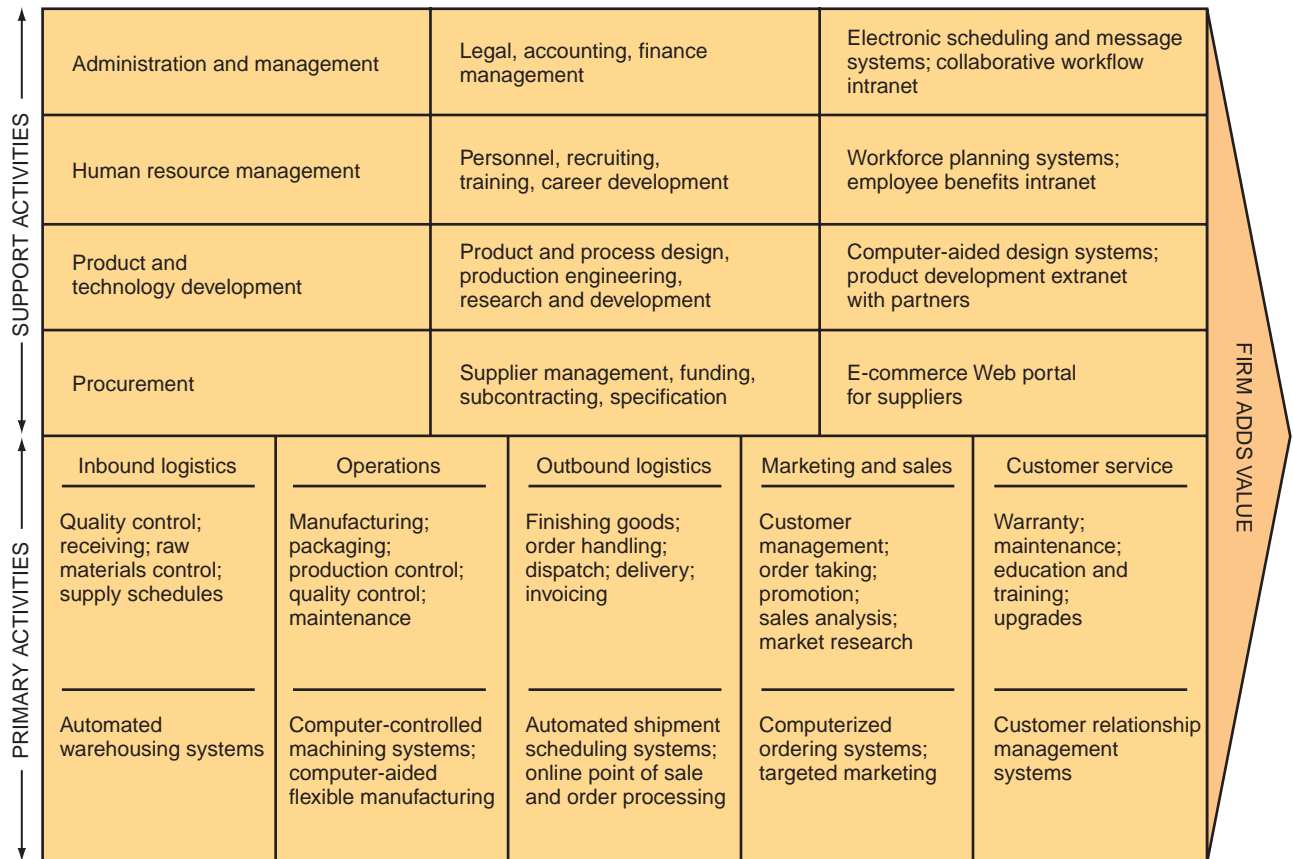 SUPPORT ACTIVITIES
Administration and management
Legal, accounting, finance
management
Electronic scheduling and message
systems; collaborative workflow
intranet
Human resource management
Personnel, recruiting,
training, career development
Workforce planning systems;
employee benefits intranet
Product and
technology development
Product and process design,
production engineering,
research and development
Computer-aided design systems;
product development extranet
with partners
Procurement
Supplier management, funding,
subcontracting, specification
E-commerce Web portal
for suppliers
PRIMARY ACTIVITIES
Inbound logistics
Quality control;
receiving; raw
materials control;
supply schedules
Automated
warehousing systems
Operations
Manufacturing;
packaging;
production control;
quality control;
maintenance
Computer-controlled
machining systems;
computer-aided
flexible manufacturing
Outbound logistics
Finishing goods;
order handling;
dispatch; delivery;
invoicing
Automated shipment
scheduling systems;
online point of sale
and order processing
Marketing and sales
Customer
management;
order taking;
promotion;
sales analysis;
market research
Computerized
ordering systems;
targeted marketing
Customer service
Warranty;
maintenance;
education and
training;
upgrades
Customer relationship
management
systems
FIRM ADDS VALUE